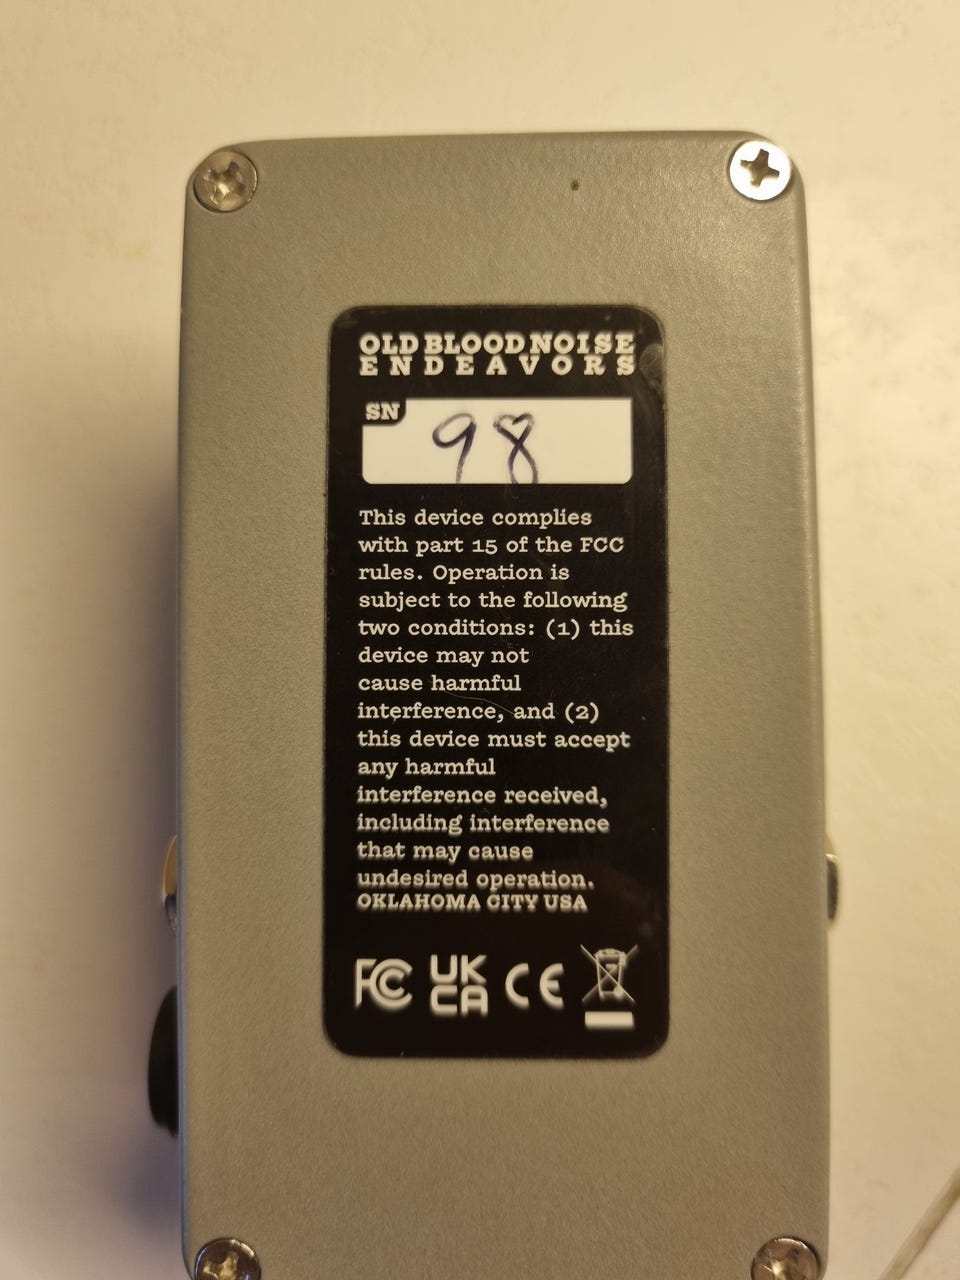 OLD BLOOD NOISE
ENDEAVORS
SN
98
This device complies
with part 15 of the FCC
rules. Operation is
subject to the following
two conditions: (1) this
device may not
cause harmful
interference, and (2)
this device must accept
any harmful
interference received,
including interference
that may cause
undesired operation.
OKLAHOMA CITY USA
FC UK CA CE